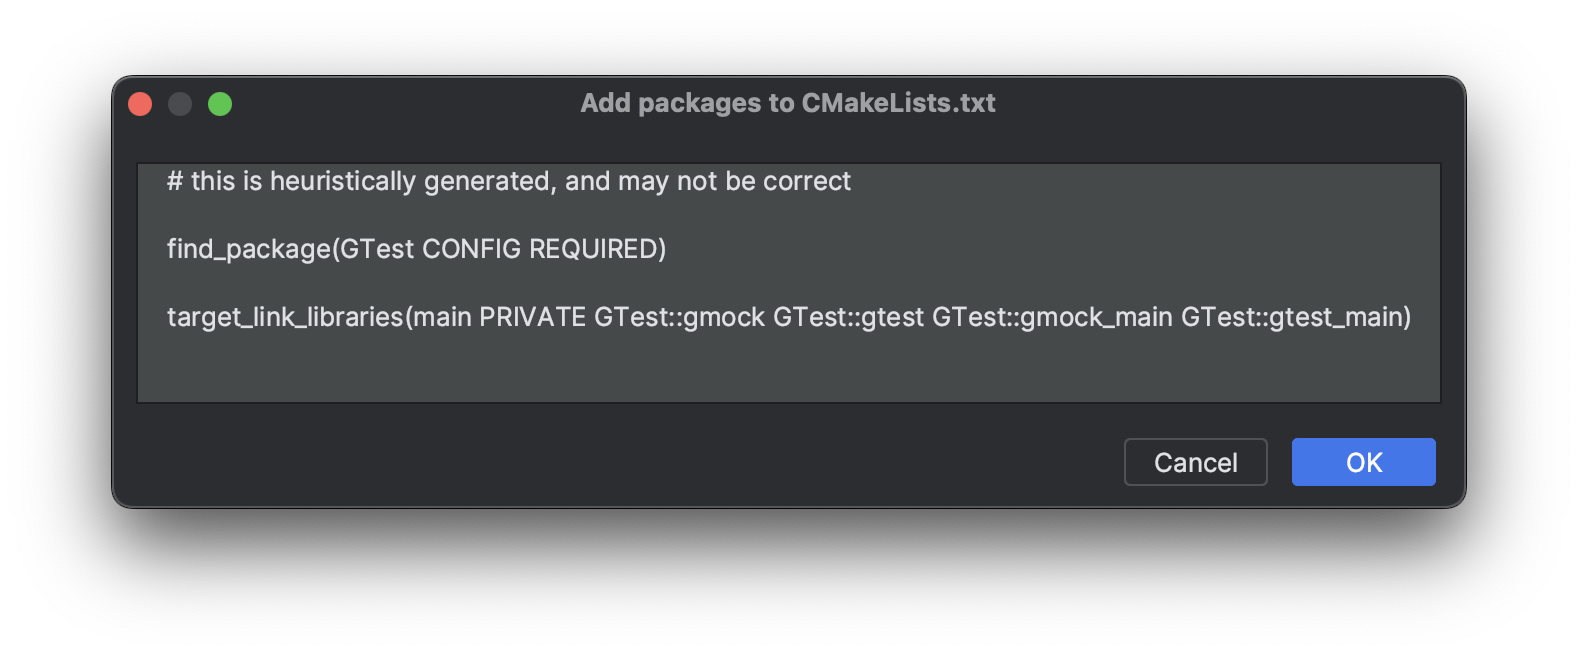 Add packages to CMakeLists.txt
# this is heuristically generated, and may not be correct
find_package(GTest CONFIG REQUIRED)
target_link_libraries(main PRIVATE GTest::gmock GTest::gtest GTest::gmock_main GTest::gtest_main)
Cancel
OK